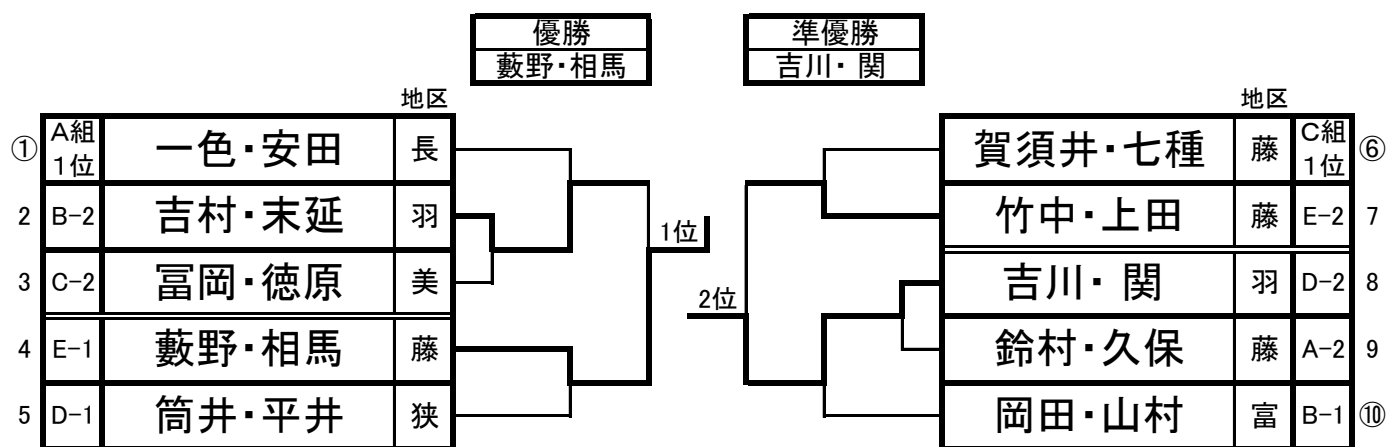 優勝 準優勝
藪野・相馬 吉川・関
地区 地区
① A組1位 一色・安田 長 賀須井・七種 藤 C組1位 ⑥
2 B-2 吉村・末延 羽 竹中・上田 藤 E-2 7
1位
3 C-2 冨岡・徳原 美 吉川・関 羽 D-2 8
2位
4 E-1 藪野・相馬 藤 鈴村・久保 藤 A-2 9
5 D-1 筒井・平井 狭 岡田・山村 富 B-1 ⑩